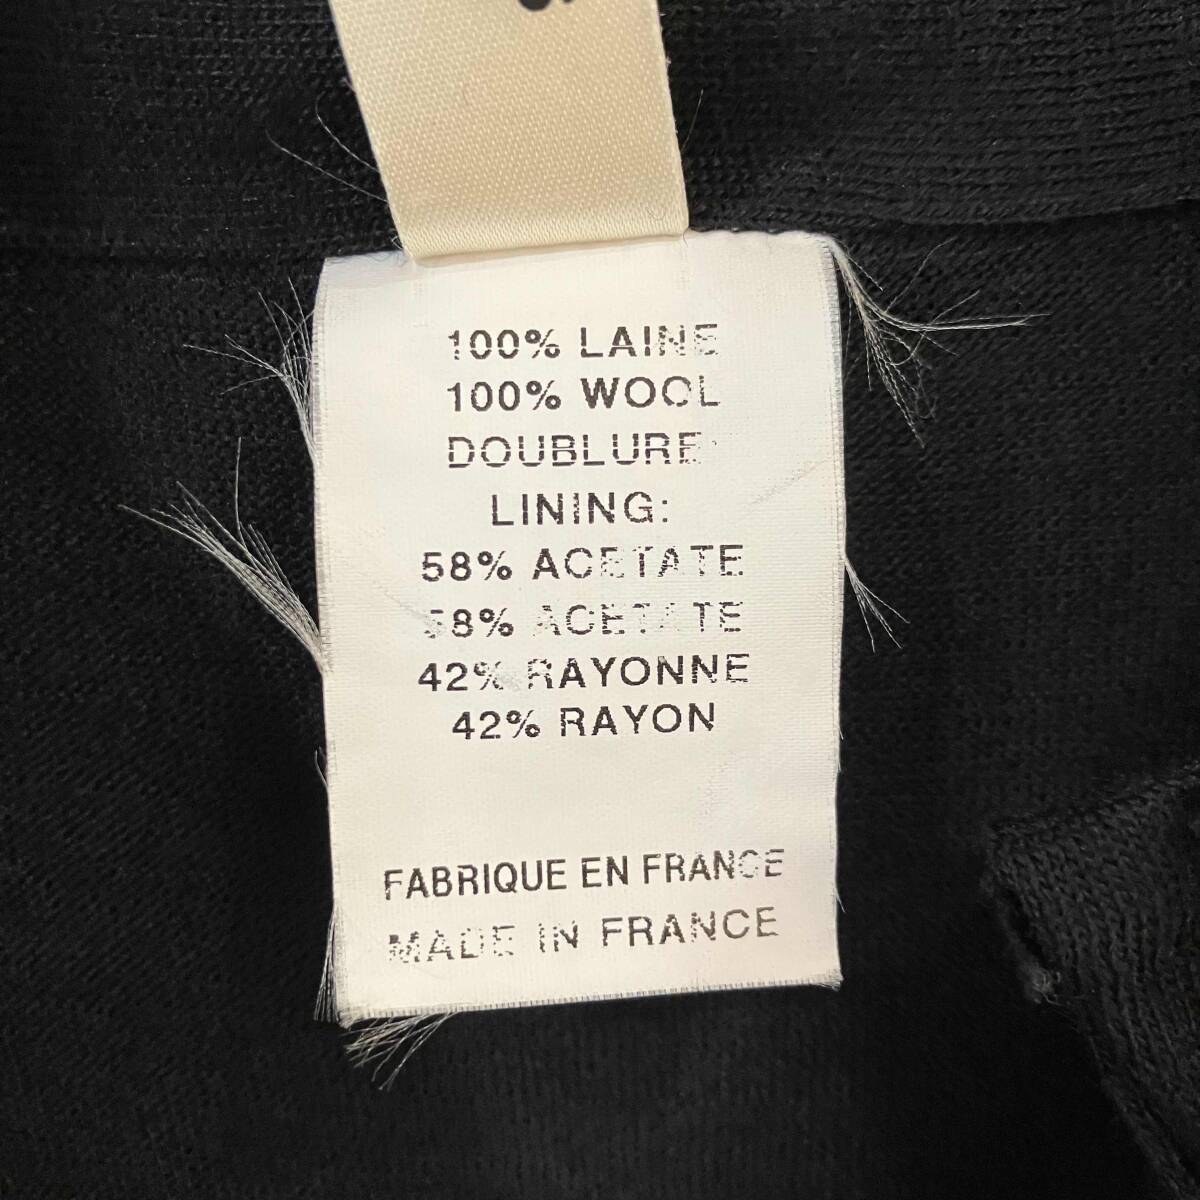 100% LAINE
100% WOOL
DOUBLURE:
LINING:
58% ACETATE
58% ACETATE
42% RAYONNE
42% RAYON
FABRIQUE EN FRANCE
MADE IN FRANCE